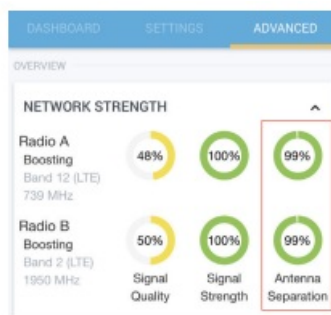 DASHBOARD SETTINGS ADVANCED
OVERVIEW
NETWORK STRENGTH
Radio A
Boosting
Band 12 (LTE)
739 MHz
48% 100% 99%
Radio B
Boosting
Band 2 (LTE)
1950 MHz
50% 100% 99%
Signal Quality
Signal Strength
Antenna Separation